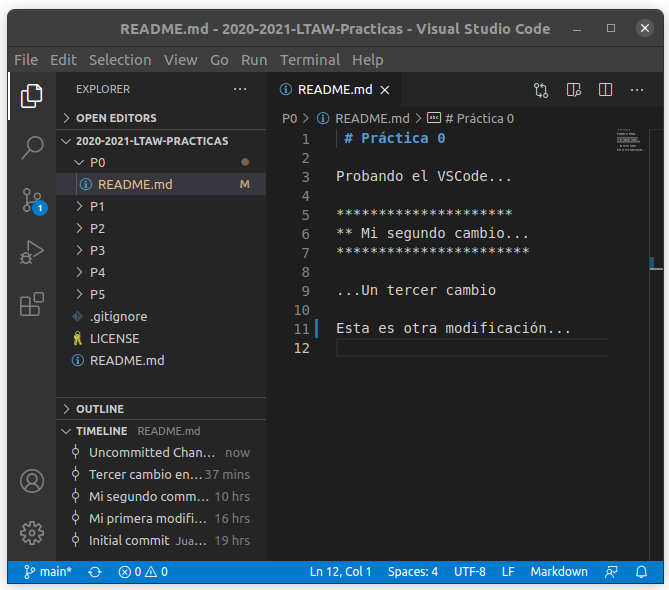 README.md - 2020-2021-LTAW-Practicas - Visual Studio Code
File Edit Selection View Go Run Terminal Help
EXPLORER ...
OPEN EDITORS
2020-2021-LTAW-PRACTICAS
P0
README.md M
P1
P2
P3
P4
P5
.gitignore
LICENSE
README.md
OUTLINE
TIMELINE README.md
Uncommitted Chan... now
Tercer cambio en... 37 mins
Mi segundo comm... 10 hrs
Mi primera modifi... 16 hrs
Initial commit Jua... 19 hrs
1
README.md
P0 > README.md > abc # Práctica 0
1 # Práctica 0
2
3 Probando el VSCode...
4
5 *********************
6 ** Mi segundo cambio...
7 ***********************
8
9 ...Un tercer cambio
10
11 Esta es otra modificación...
12
main* 0 0 Ln 12, Col 1 Spaces: 4 UTF-8 LF Markdown